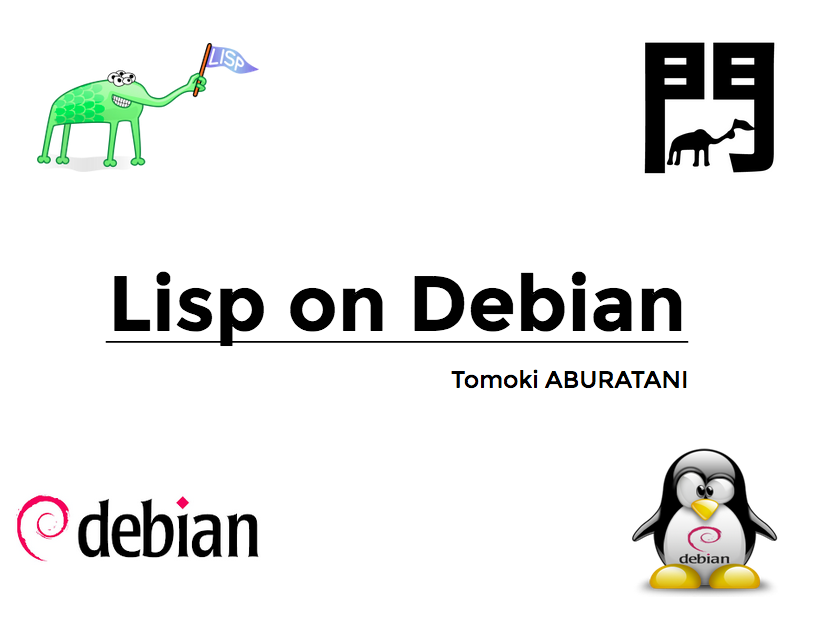 LISP
門
Lisp on Debian
Tomoki ABURATANI
debian
debian